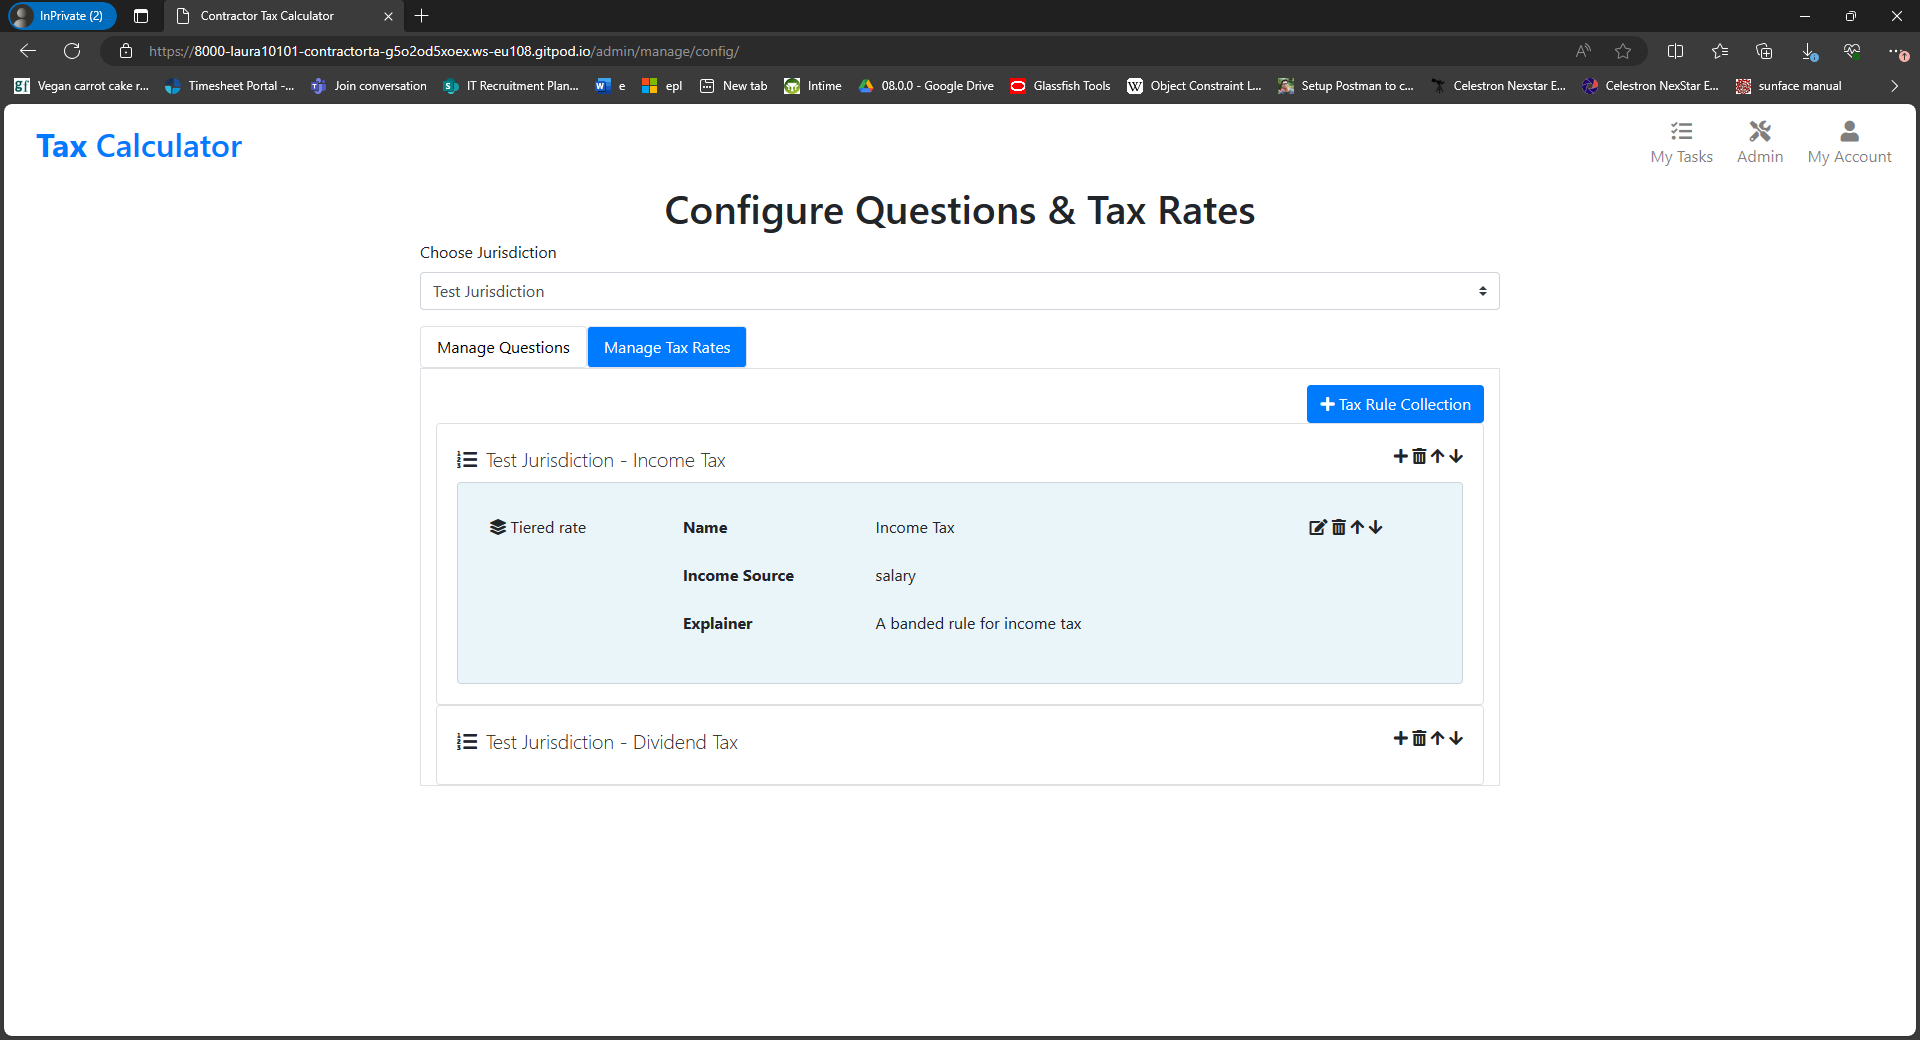 InPrivate (2)
Contractor Tax Calculator
https://8000-laura10101-contractorta-g5o2od5xoex.ws-eu108.gitpod.io/admin/manage/config/
Vegan carrot cake r...
Timesheet Portal -...
Join conversation
IT Recruitment Plan...
e
epl
New tab
Intime
08.0.0 - Google Drive
Glassfish Tools
Object Constraint L...
Setup Postman to c...
Celestron Nexstar E...
Celestron NexStar E...
sunface manual
Tax Calculator
My Tasks
Admin
My Account
Configure Questions & Tax Rates
Choose Jurisdiction
Test Jurisdiction
Manage Questions
Manage Tax Rates
Tax Rule Collection
Test Jurisdiction - Income Tax
Tiered rate
Name
Income Tax
Income Source
salary
Explainer
A banded rule for income tax
Test Jurisdiction - Dividend Tax